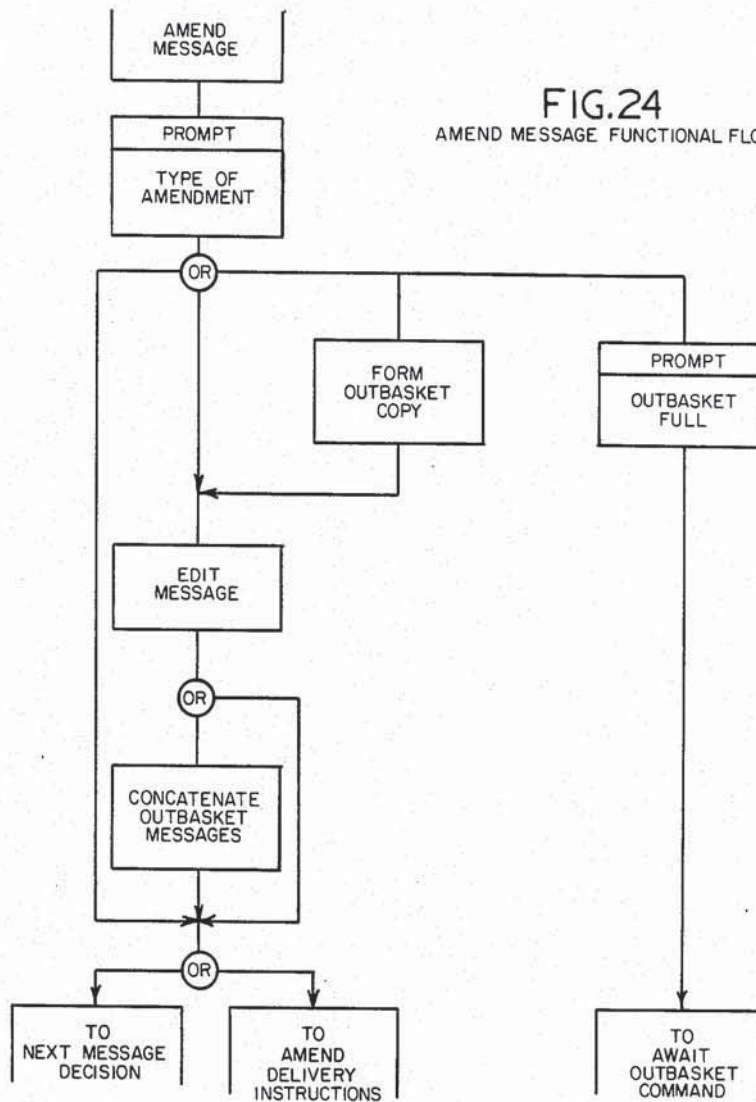 AMEND
MESSAGE
FIG.24
AMEND MESSAGE FUNCTIONAL FLO
PROMPT
TYPE OF
AMENDMENT
OR
FORM
OUTBASKET
COPY
PROMPT
OUTBASKET
FULL
EDIT
MESSAGE
OR
CONCATENATE
OUTBASKET
MESSAGES
OR
TO
NEXT MESSAGE
DECISION
TO
AMEND
DELIVERY
INSTRUCTIONS
TO
AWAIT
OUTBASKET
COMMAND